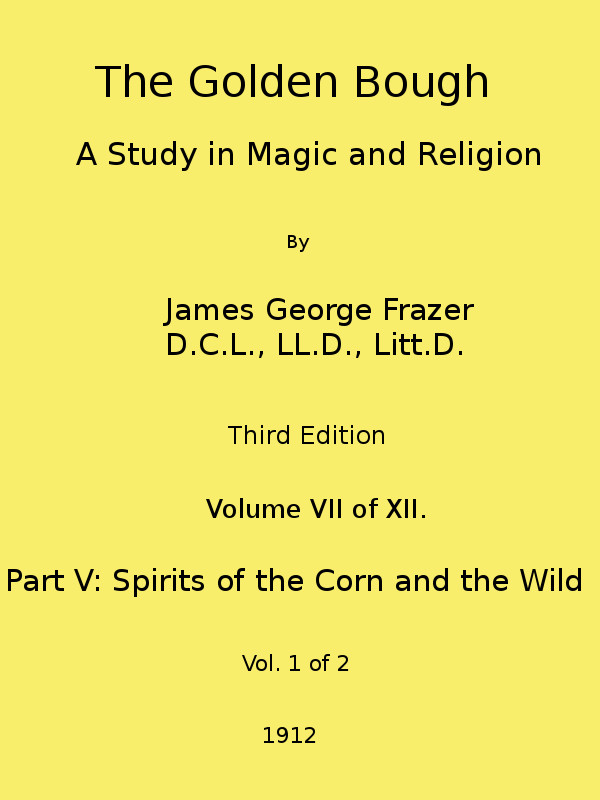 The Golden Bough
A Study in Magic and Religion
By
James George Frazer
D.C.L., LL.D., Litt.D.
Third Edition
Volume VII of XII.
Part V: Spirits of the Corn and the Wild
Vol. 1 of 2
1912